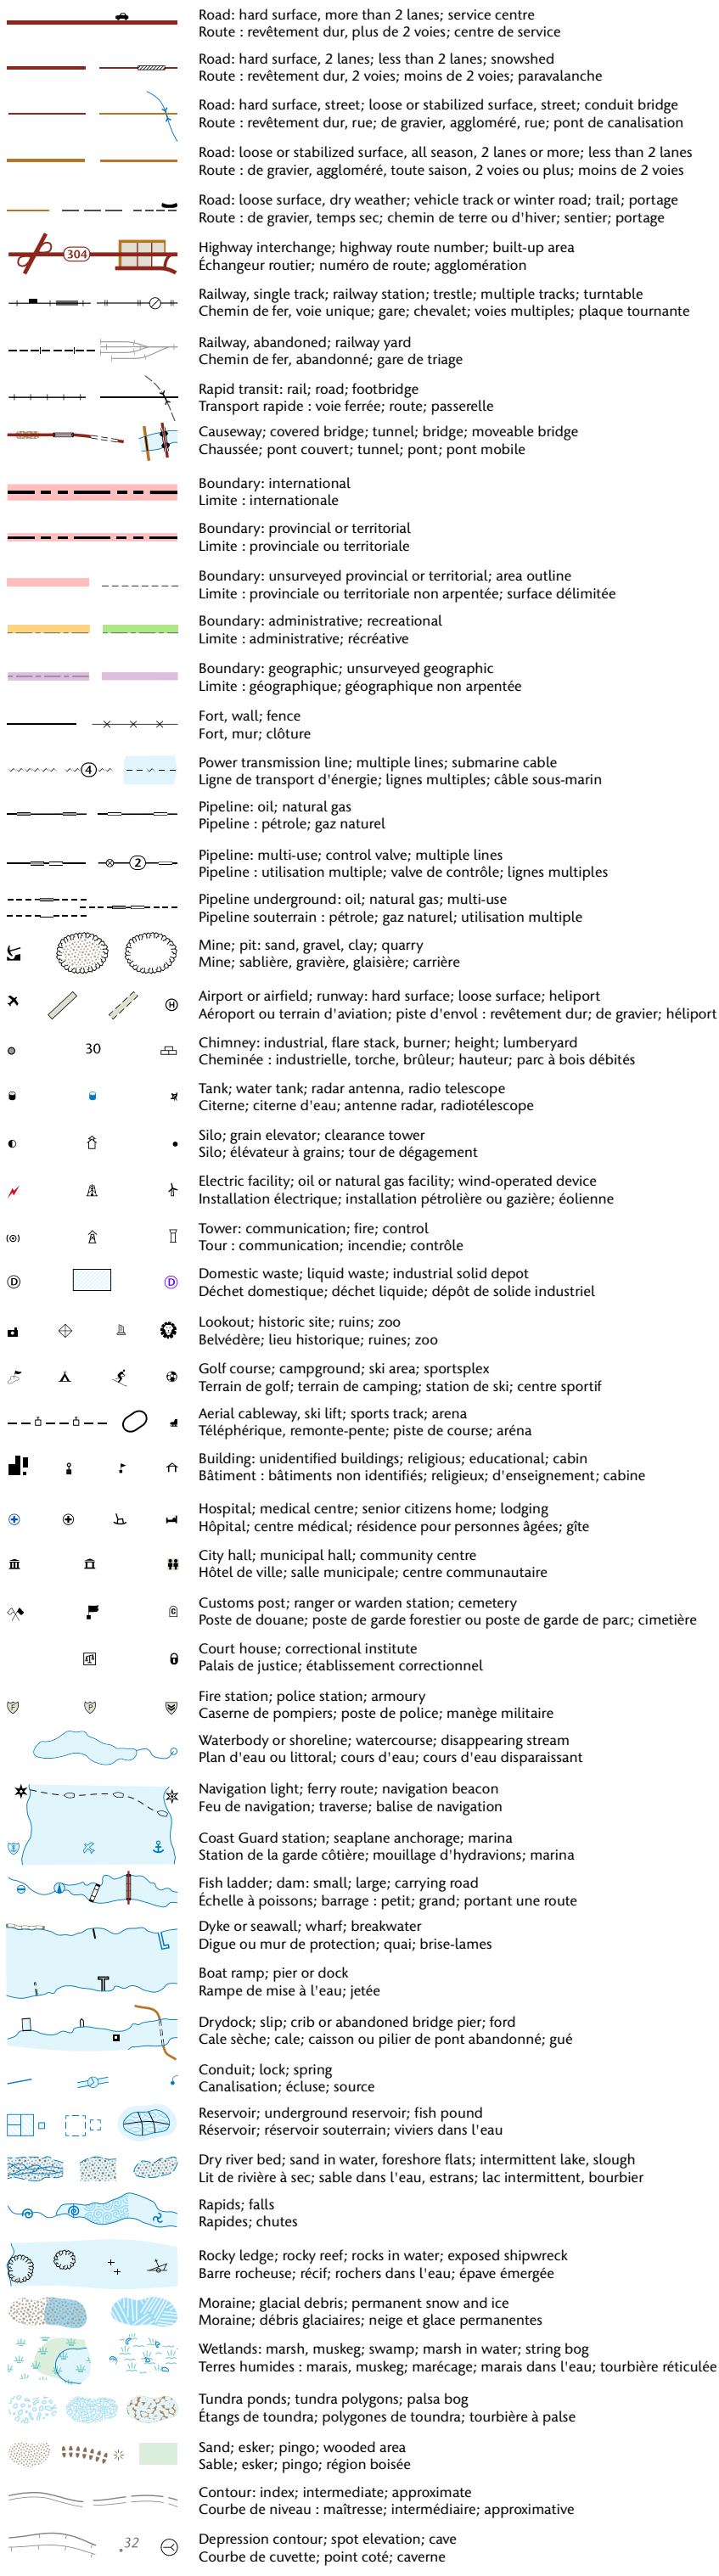 Road: hard surface, more than 2 lanes; service centre
Route : revêtement dur, plus de 2 voies; centre de service
Road: hard surface, 2 lanes; less than 2 lanes; snowshed
Route : revêtement dur, 2 voies; moins de 2 voies; paravalanche
Road: hard surface, street; loose or stabilized surface, street; conduit bridge
Route : revêtement dur, rue; de gravier, aggloméré, rue; pont de canalisation
Road: loose or stabilized surface, all season, 2 lanes or more; less than 2 lanes
Route : de gravier, aggloméré, toute saison, 2 voies ou plus; moins de 2 voies
Road: loose surface, dry weather; vehicle track or winter road; trail; portage
Route : de gravier, temps sec; chemin de terre ou d'hiver; sentier; portage
304
Highway interchange; highway route number; built-up area
Échangeur routier; numéro de route; agglomération
Railway, single track; railway station; trestle; multiple tracks; turntable
Chemin de fer, voie unique; gare; chevalet; voies multiples; plaque tournante
Railway, abandoned; railway yard
Chemin de fer, abandonné; gare de triage
Rapid transit: rail; road; footbridge
Transport rapide : voie ferrée; route; passerelle
Causeway; covered bridge; tunnel; bridge; moveable bridge
Chaussée; pont couvert; tunnel; pont; pont mobile
Boundary: international
Limite : internationale
Boundary: provincial or territorial
Limite : provinciale ou territoriale
Boundary: unsurveyed provincial or territorial; area outline
Limite : provinciale ou territoriale non arpentée; surface délimitée
Boundary: administrative; recreational
Limite : administrative; récréative
Boundary: geographic; unsurveyed geographic
Limite : géographique; géographique non arpentée
Fort, wall; fence
Fort, mur; clôture
4
Power transmission line; multiple lines; submarine cable
Ligne de transport d'énergie; lignes multiples; câble sous-marin
Pipeline: oil; natural gas
Pipeline : pétrole; gaz naturel
2
Pipeline: multi-use; control valve; multiple lines
Pipeline : utilisation multiple; valve de contrôle; lignes multiples
Pipeline underground: oil; natural gas; multi-use
Pipeline souterrain : pétrole; gaz naturel; utilisation multiple
Mine; pit: sand, gravel, clay; quarry
Mine; sablière, gravière, glaisière; carrière
H
Airport or airfield; runway: hard surface; loose surface; heliport
Aéroport ou terrain d'aviation; piste d'envol : revêtement dur; de gravier; héliport
30
Chimney: industrial, flare stack, burner; height; lumberyard
Cheminée : industrielle, torche, brûleur; hauteur; parc à bois débités
Tank; water tank; radar antenna, radio telescope
Citerne; citerne d'eau; antenne radar, radiotélescope
Silo; grain elevator; clearance tower
Silo; élévateur à grains; tour de dégagement
Electric facility; oil or natural gas facility; wind-operated device
Installation électrique; installation pétrolière ou gazière; éolienne
Tower: communication; fire; control
Tour : communication; incendie; contrôle
D D
Domestic waste; liquid waste; industrial solid depot
Déchet domestique; déchet liquide; dépôt de solide industriel
Lookout; historic site; ruins; zoo
Belvédère; lieu historique; ruines; zoo
Golf course; campground; ski area; sportsplex
Terrain de golf; terrain de camping; station de ski; centre sportif
Aerial cableway, ski lift; sports track; arena
Téléphérique, remonte-pente; piste de course; aréna
Building: unidentified buildings; religious; educational; cabin
Bâtiment : bâtiments non identifiés; religieux; d'enseignement; cabine
Hospital; medical centre; senior citizens home; lodging
Hôpital; centre médical; résidence pour personnes âgées; gîte
City hall; municipal hall; community centre
Hôtel de ville; salle municipale; centre communautaire
C
Customs post; ranger or warden station; cemetery
Poste de douane; poste de garde forestier ou poste de garde de parc; cimetière
Court house; correctional institute
Palais de justice; établissement correctionnel
F P
Fire station; police station; armoury
Caserne de pompiers; poste de police; manège militaire
Waterbody or shoreline; watercourse; disappearing stream
Plan d'eau ou littoral; cours d'eau; cours d'eau disparaissant
Navigation light; ferry route; navigation beacon
Feu de navigation; traverse; balise de navigation
Coast Guard station; seaplane anchorage; marina
Station de la garde côtière; mouillage d'hydravions; marina
Fish ladder; dam: small; large; carrying road
Échelle à poissons; barrage : petit; grand; portant une route
Dyke or seawall; wharf; breakwater
Digue ou mur de protection; quai; brise-lames
Boat ramp; pier or dock
Rampe de mise à l'eau; jetée
Drydock; slip; crib or abandoned bridge pier; ford
Cale sèche; cale; caisson ou pilier de pont abandonné; gué
Conduit; lock; spring
Canalisation; écluse; source
Reservoir; underground reservoir; fish pound
Réservoir; réservoir souterrain; viviers dans l'eau
Dry river bed; sand in water, foreshore flats; intermittent lake, slough
Lit de rivière à sec; sable dans l'eau, estrans; lac intermittent, bourbier
Rapids; falls
Rapides; chutes
Rocky ledge; rocky reef; rocks in water; exposed shipwreck
Barre rocheuse; récif; rochers dans l'eau; épave émergée
Moraine; glacial debris; permanent snow and ice
Moraine; débris glaciaires; neige et glace permanentes
Wetlands: marsh, muskeg; swamp; marsh in water; string bog
Terres humides : marais, muskeg; marécage; marais dans l'eau; tourbière réticulée
Tundra ponds; tundra polygons; palsa bog
Étangs de toundra; polygones de toundra; tourbière à palse
Sand; esker; pingo; wooded area
Sable; esker; pingo; région boisée
Contour: index; intermediate; approximate
Courbe de niveau : maîtresse; intermédiaire; approximative
.32
Depression contour; spot elevation; cave
Courbe de cuvette; point coté; caverne